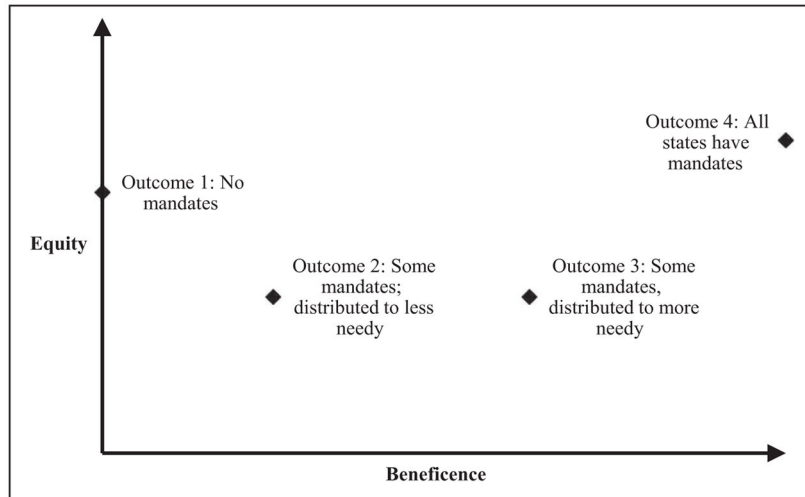 Outcome 4: All
states have
mandates
Outcome 1: No
mandates
Equity
Outcome 2: Some
mandates;
distributed to less
needy
Outcome 3: Some
mandates,
distributed to more
needy
Beneficence